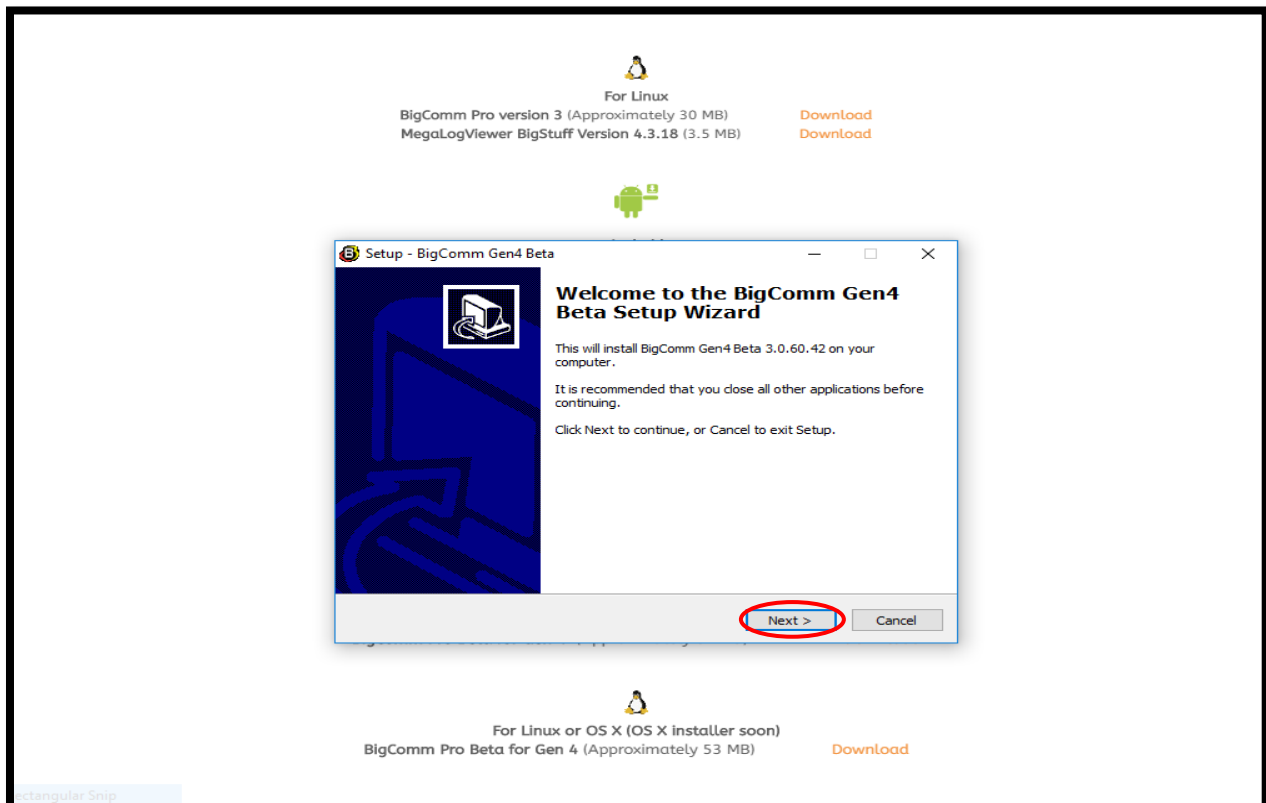 For Linux
BigComm Pro version 3 (Approximately 30 MB) Download
MegaLogViewer BigStuff Version 4.3.18 (3.5 MB) Download
Setup - BigComm Gen4 Beta
Welcome to the BigComm Gen4
Beta Setup Wizard
This will install BigComm Gen4 Beta 3.0.60.42 on your
computer.
It is recommended that you close all other applications before
continuing.
Click Next to continue, or Cancel to exit Setup.
Next > Cancel
For Linux or OS X (OS X installer soon)
BigComm Pro Beta for Gen 4 (Approximately 53 MB) Download
ectangular Snip